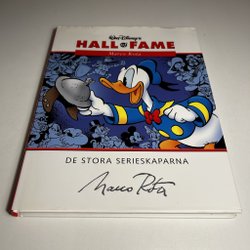 Walt Disney's
HALL OF FAME
Marco Rota
DE STORA SERIESKAPARNA
Marco Rota